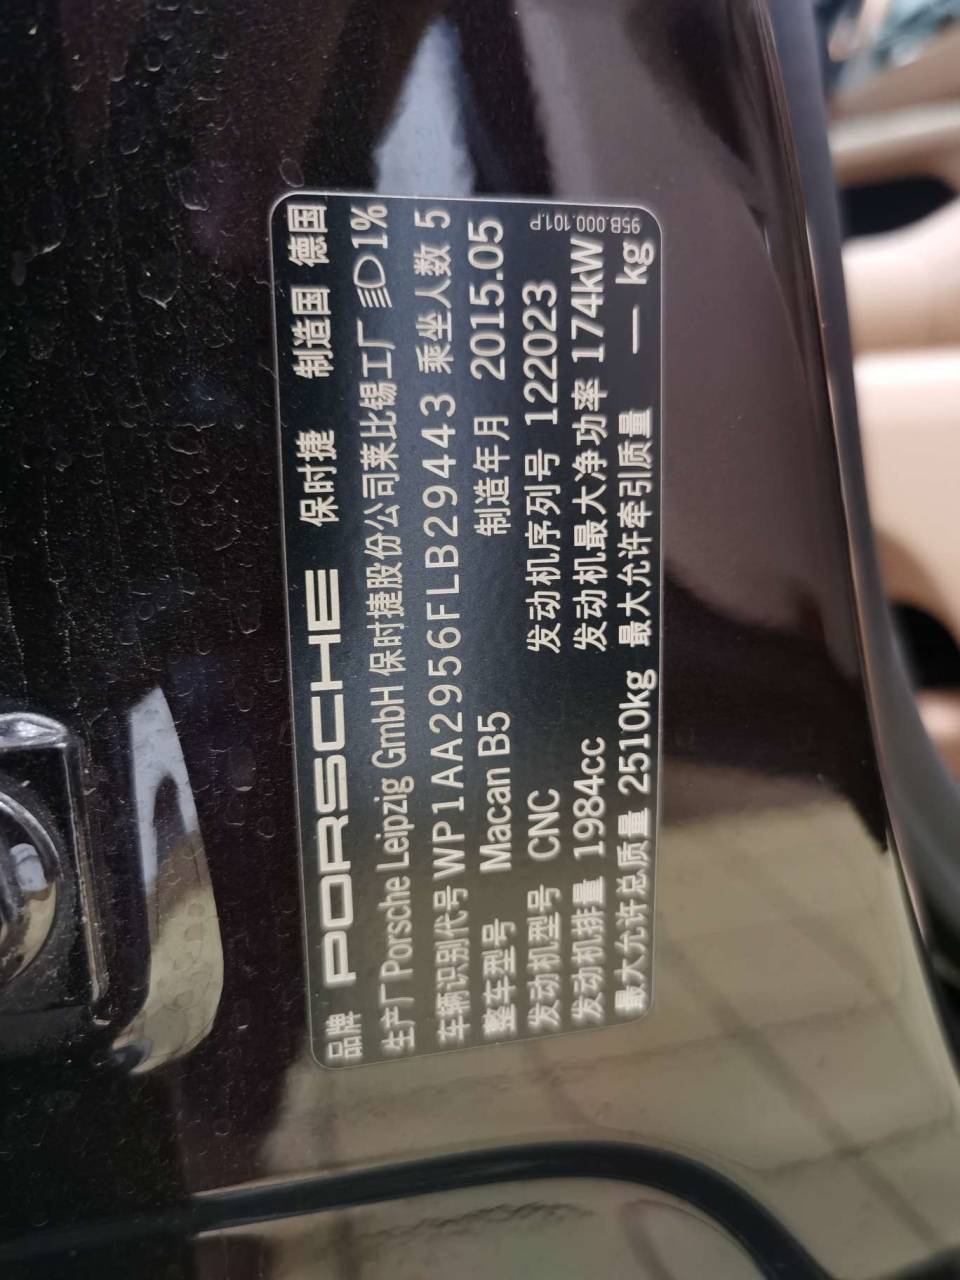 品牌 PORSCHE 保时捷 制造国 德国
生产厂 Porsche Leipzig GmbH 保时捷股份公司莱比锡工厂 1%
车辆识别代号 WP1AA2956FLB29443 乘坐人数 5
整车型号 Macan B5 制造年月 2015.05
发动机型号 CNC 发动机序列号 122023
发动机排量 1984cc 发动机最大净功率 174kW
最大允许总质量 2510kg 最大允许牵引质量 — kg
95B.000.101.P